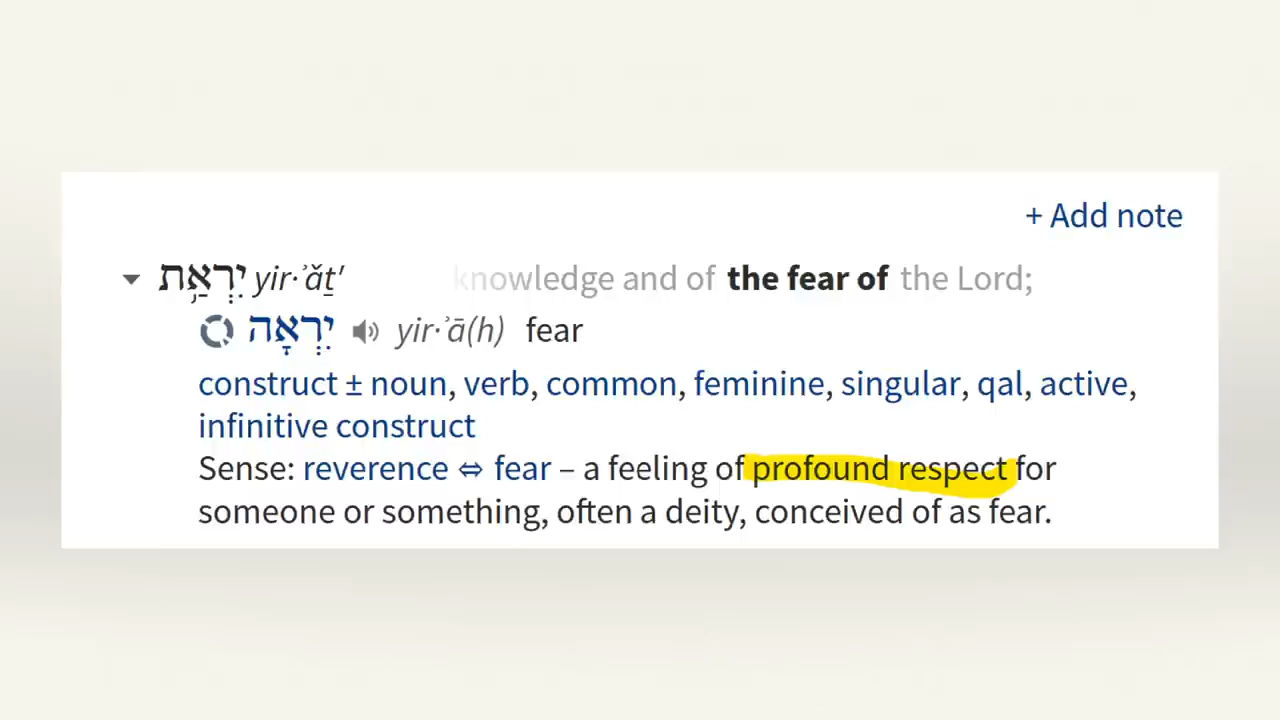 + Add note
יִרְאַ֥ת yir·ʾăṯʹ knowledge and of the fear of the Lord;
יִרְאָה yir·ʾā(h) fear
construct ± noun, verb, common, feminine, singular, qal, active,
infinitive construct
Sense: reverence ⇔ fear – a feeling of profound respect for
someone or something, often a deity, conceived of as fear.